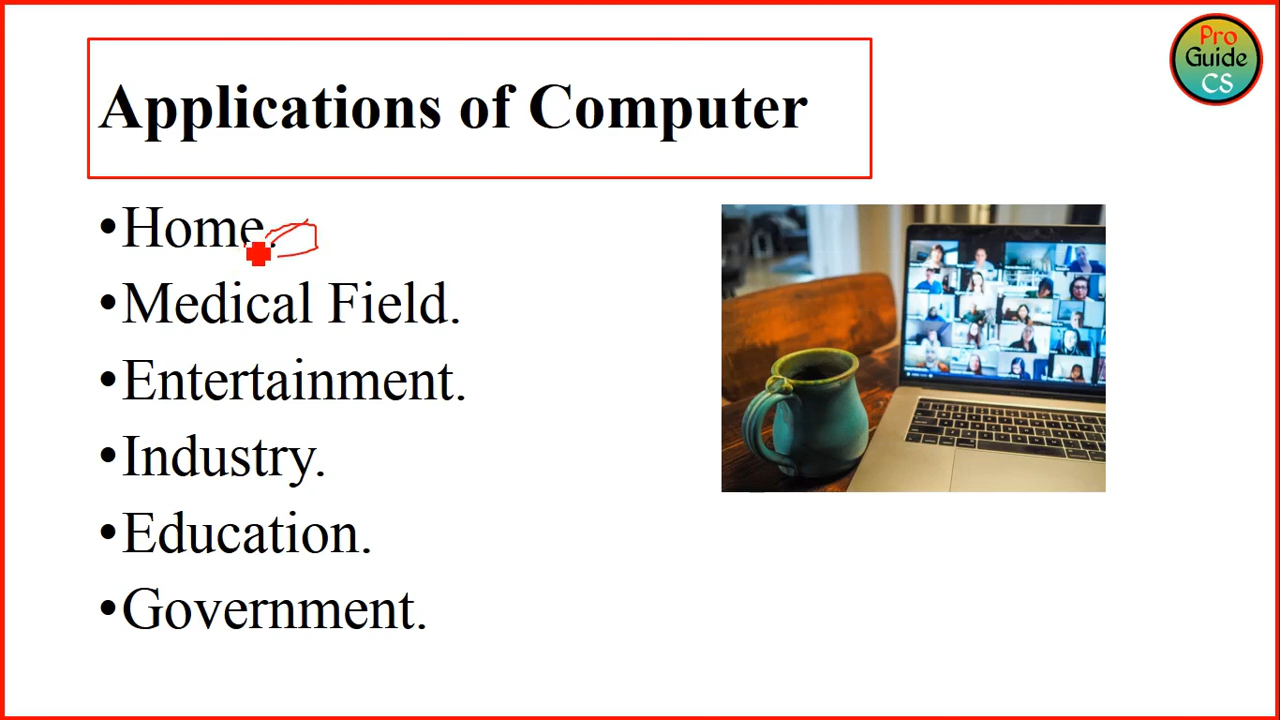 Applications of Computer
•Home.
•Medical Field.
•Entertainment.
•Industry.
•Education.
•Government.
Pro
Guide
CS